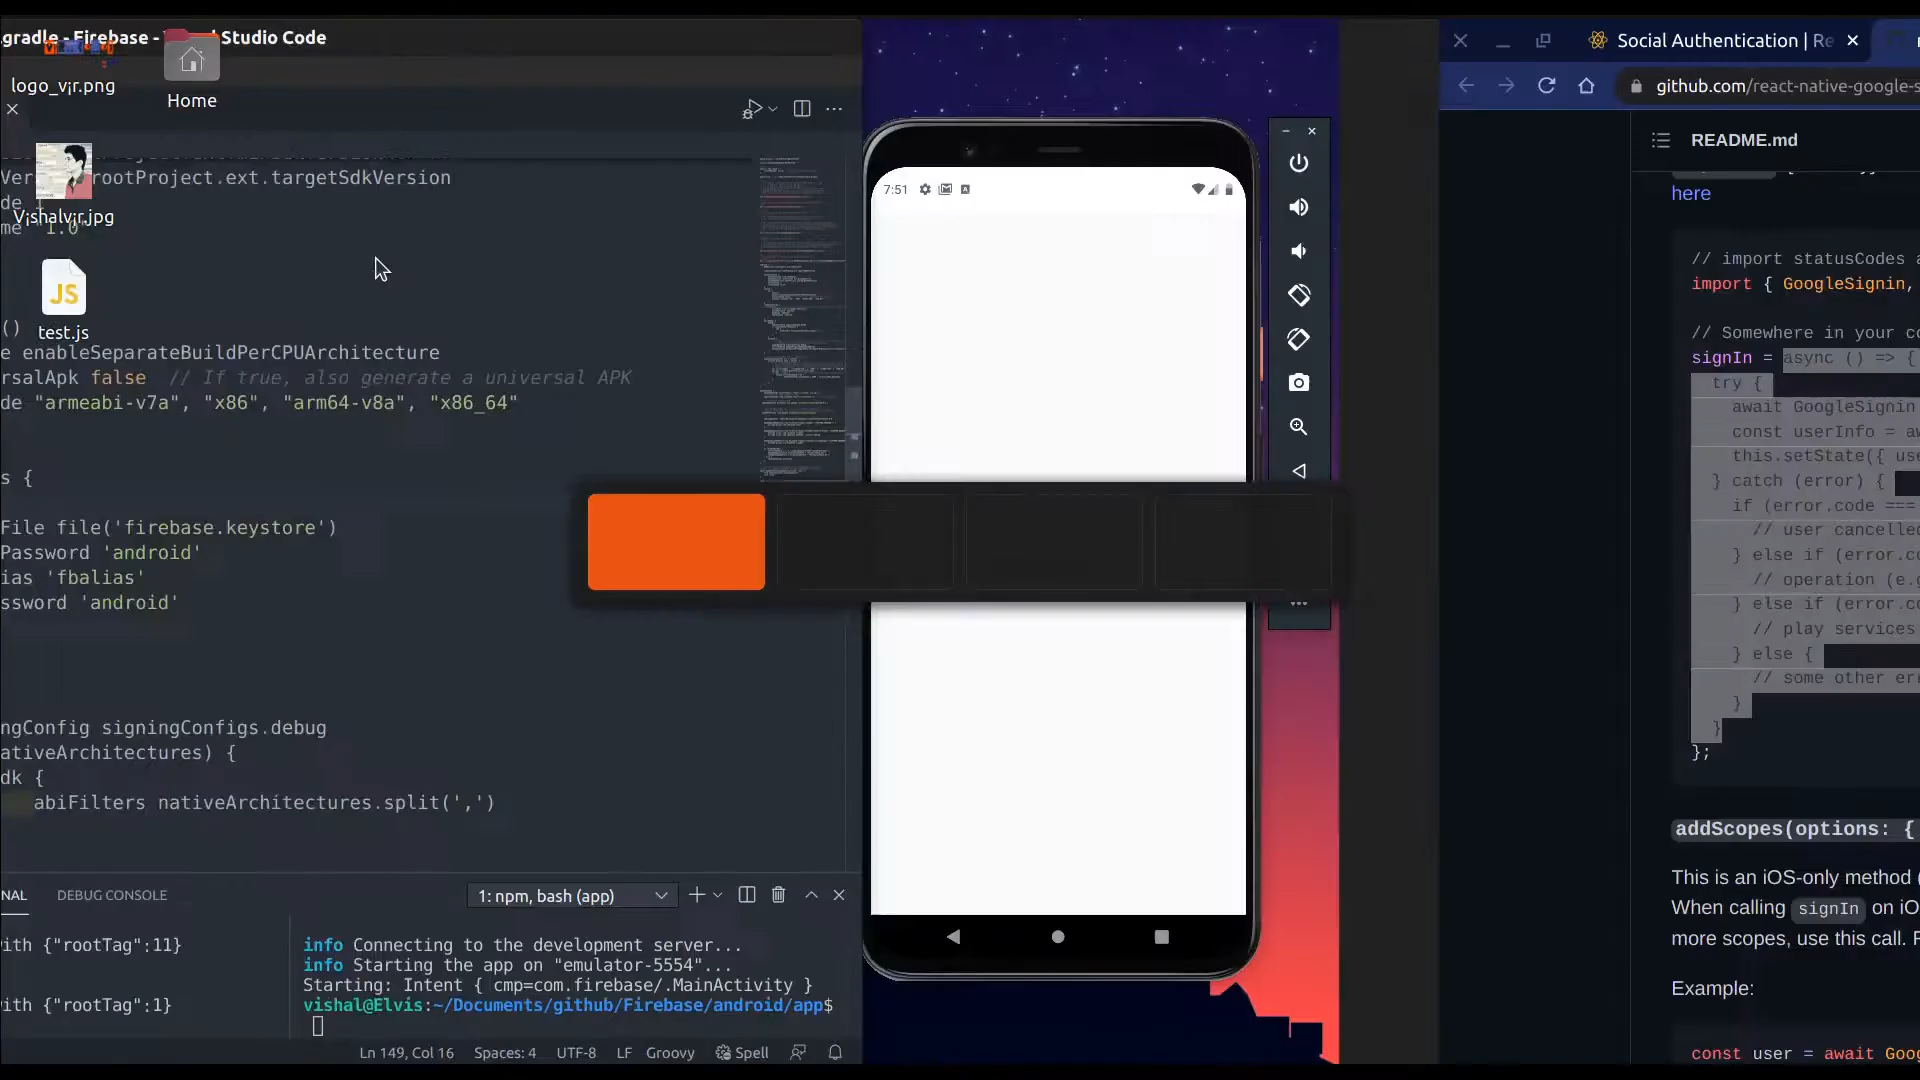 gradle - Firebase - Studio Code
logo_v¡r.png
Home
V¡shalv¡r.jpg
test.js
Ver rootProject.ext.targetSdkVersion
de
me "1.0"
()
e enableSeparateBuildPerCPUArchitecture
rsalApk false // If true, also generate a universal APK
de "armeabi-v7a", "x86", "arm64-v8a", "x86_64"
s {
File file('firebase.keystore')
Password 'android'
ias 'fbalias'
ssword 'android'
ngConfig signingConfigs.debug
ativeArchitectures) {
dk {
abiFilters nativeArchitectures.split(',')
NAL DEBUG CONSOLE
1: npm, bash (app)
ith {"rootTag":11}
ith {"rootTag":1}
info Connecting to the development server...
info Starting the app on "emulator-5554"...
Starting: Intent { cmp=com.firebase/.MainActivity }
vishal@Elvis:~/Documents/github/Firebase/android/app$
Ln 149, Col 16 Spaces: 4 UTF-8 LF Groovy Spell
7:51
Social Authentication | Re
github.com/react-native-google-s
README.md
here
// import statusCodes a
import { GoogleSignin,
// Somewhere in your co
signIn = async () => {
try {
await GoogleSignin
const userInfo = aw
this.setState({ use
} catch (error) {
if (error.code ===
// user cancelled
} else if (error.co
// operation (e.g
} else if (error.co
// play services
} else {
// some other err
}
}
};
addScopes(options: {
This is an iOS-only method (
When calling signIn on iO
more scopes, use this call. F
Example:
const user = await Goog